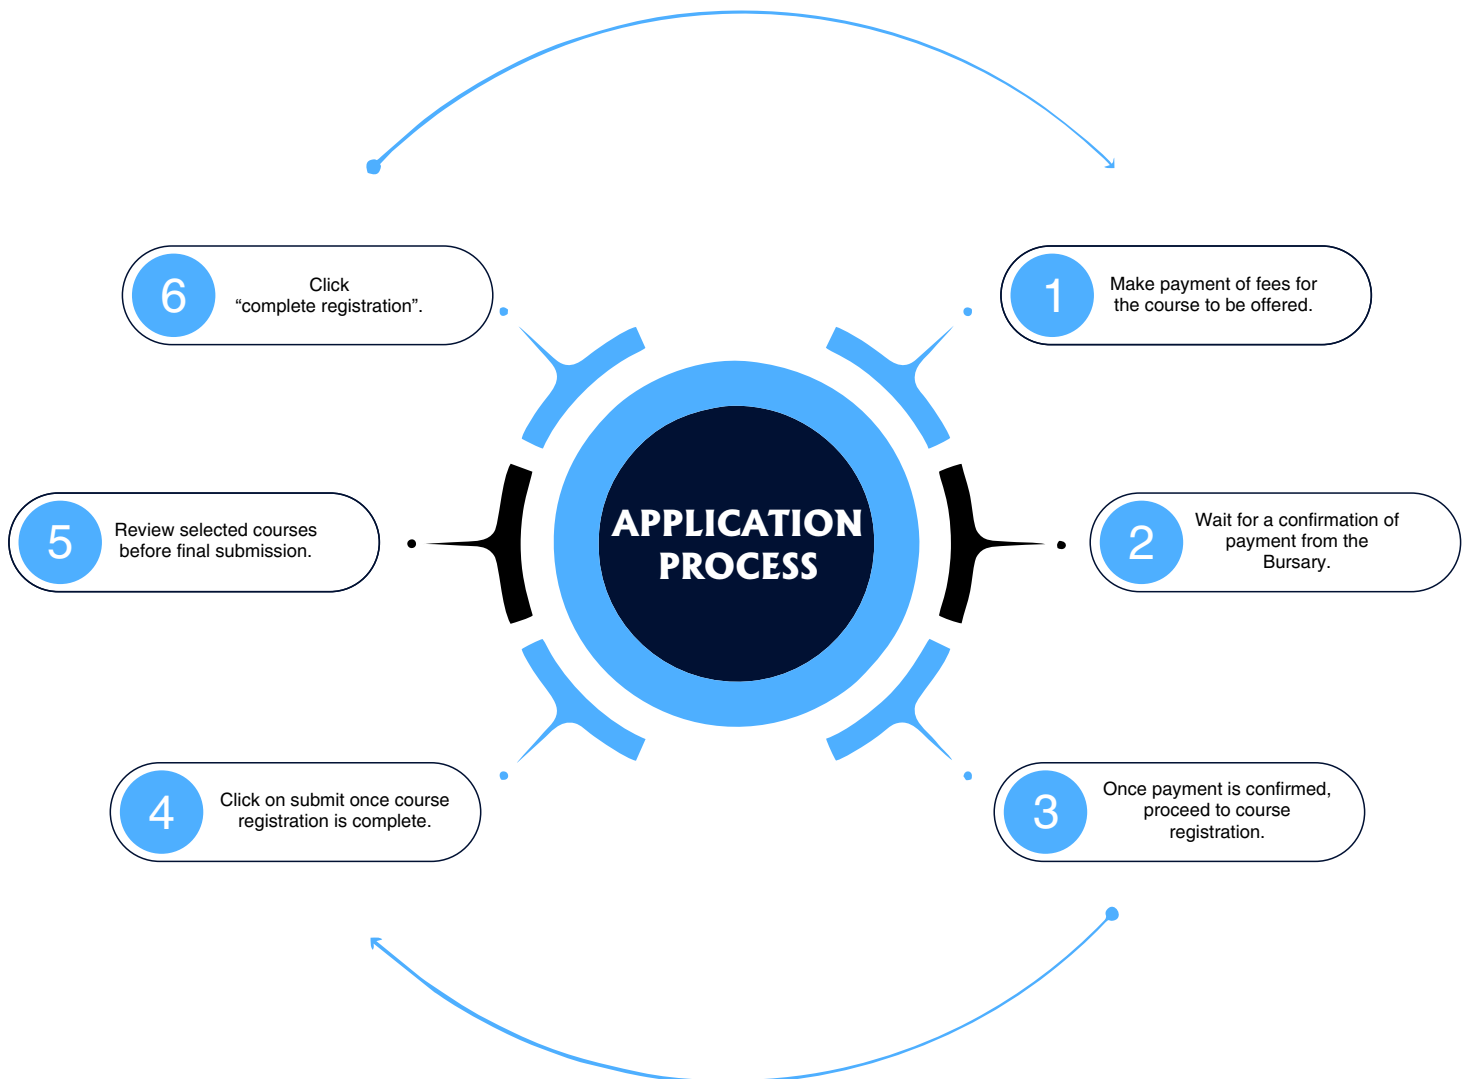 APPLICATION
PROCESS
1
Make payment of fees for
the course to be offered.
2
Wait for a confirmation of
payment from the
Bursary.
3
Once payment is confirmed,
proceed to course
registration.
4
Click on submit once course
registration is complete.
5
Review selected courses
before final submission.
6
Click
“complete registration”.